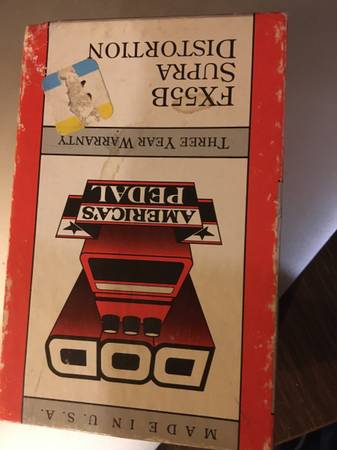 MADE IN U.S.A.
DOD
AMERICA'S
PEDAL
THREE YEAR WARRANTY
FX55B
SUPRA
DISTORTION